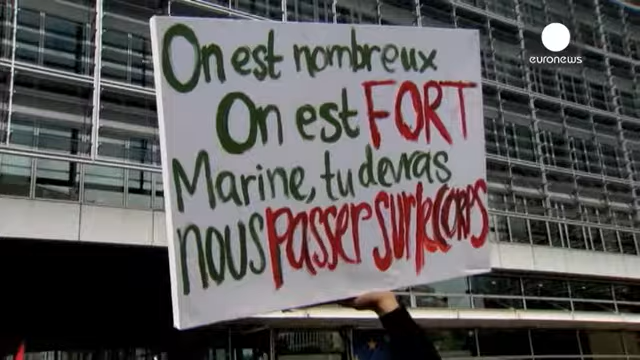 euronews
On est nombreux
On est FORT
Marine, tu devras
nous passer sur le CORPS